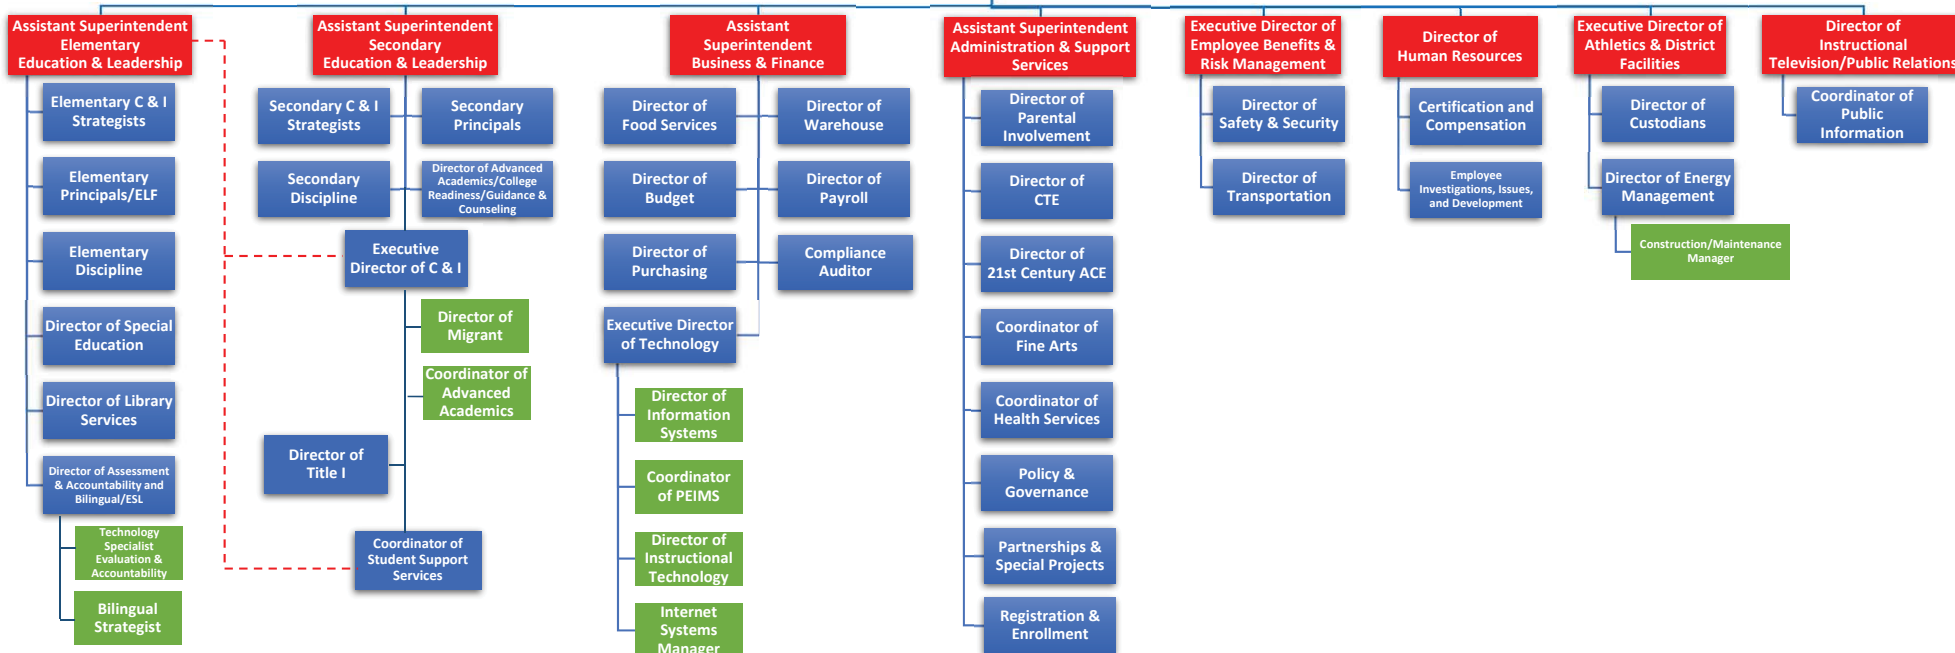 Assistant Superintendent
Elementary
Education & Leadership
Elementary C & I
Strategists
Elementary
Principals/ELF
Elementary
Discipline
Director of Special
Education
Director of Library
Services
Director of Assessment
& Accountability and
Bilingual/ESL
Technology
Specialist
Evaluation &
Accountability
Bilingual
Strategist
Assistant Superintendent
Secondary
Education & Leadership
Secondary C & I
Strategists
Secondary
Principals
Secondary
Discipline
Director of Advanced
Academics/College
Readiness/Guidance &
Counseling
Executive
Director of C & I
Director of
Migrant
Coordinator of
Advanced
Academics
Director of
Title I
Coordinator of
Student Support
Services
Assistant
Superintendent
Business & Finance
Director of
Food Services
Director of
Warehouse
Director of
Budget
Director of
Payroll
Director of
Purchasing
Compliance
Auditor
Executive Director
of Technology
Director of
Information
Systems
Coordinator
of PEIMS
Director of
Instructional
Technology
Internet
Systems
Manager
Assistant Superintendent
Administration & Support
Services
Director of
Parental
Involvement
Director of
CTE
Director of
21st Century ACE
Coordinator of
Fine Arts
Coordinator of
Health Services
Policy &
Governance
Partnerships &
Special Projects
Registration &
Enrollment
Executive Director of
Employee Benefits &
Risk Management
Director of
Safety & Security
Director of
Transportation
Director of
Human Resources
Certification and
Compensation
Employee
Investigations, Issues,
and Development
Executive Director of
Athletics & District
Facilities
Director of
Custodians
Director of Energy
Management
Construction/Maintenance
Manager
Director of
Instructional
Television/Public Relations
Coordinator of
Public
Information